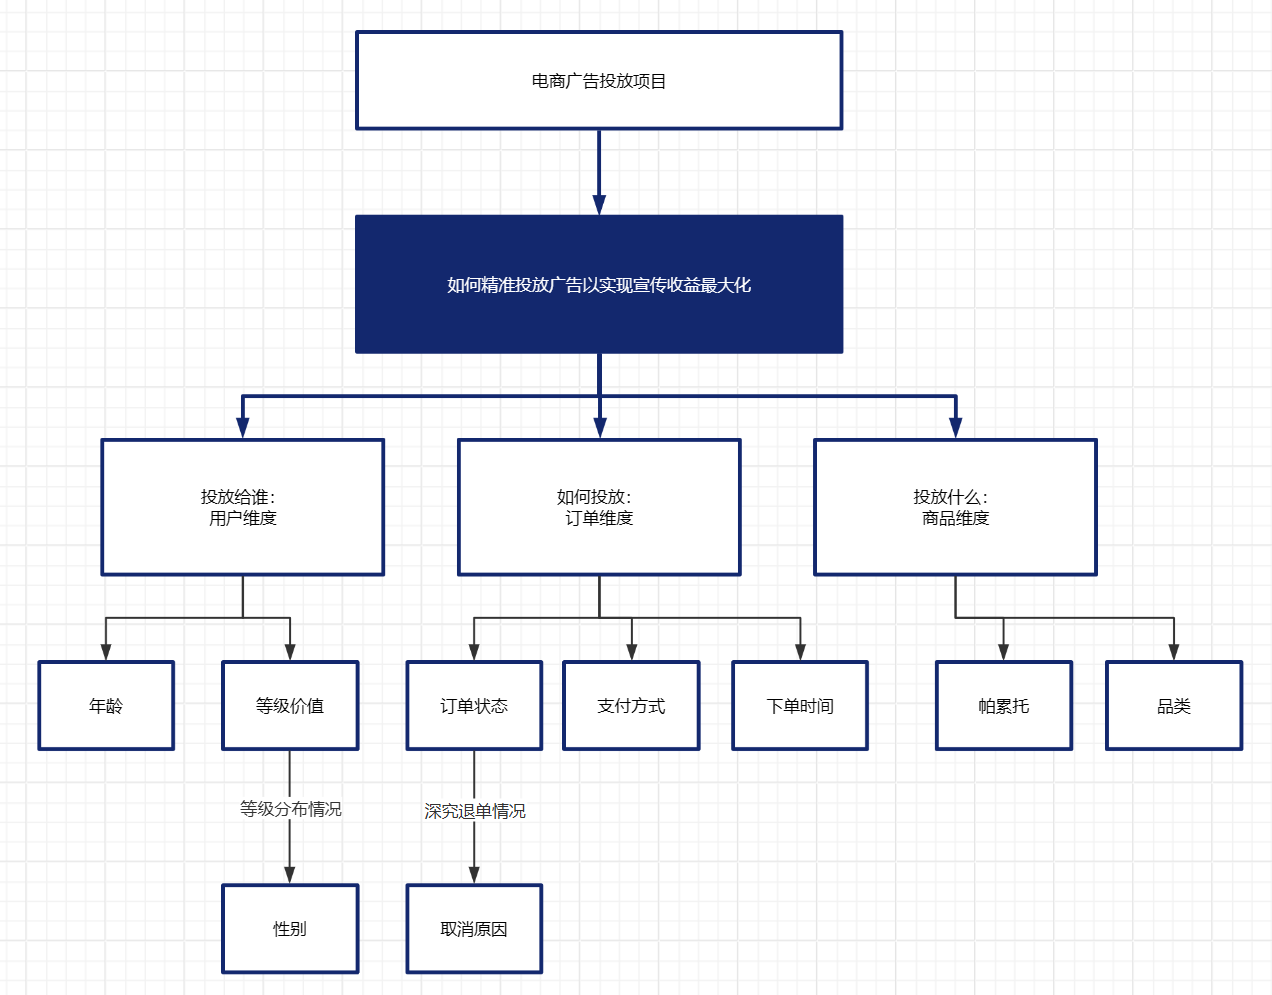 电商广告投放项目
如何精准投放广告以实现宣传收益最大化
投放给谁：
用户维度
如何投放：
订单维度
投放什么：
商品维度
年龄
等级价值
订单状态
支付方式
下单时间
帕累托
品类
等级分布情况
深究退单情况
性别
取消原因